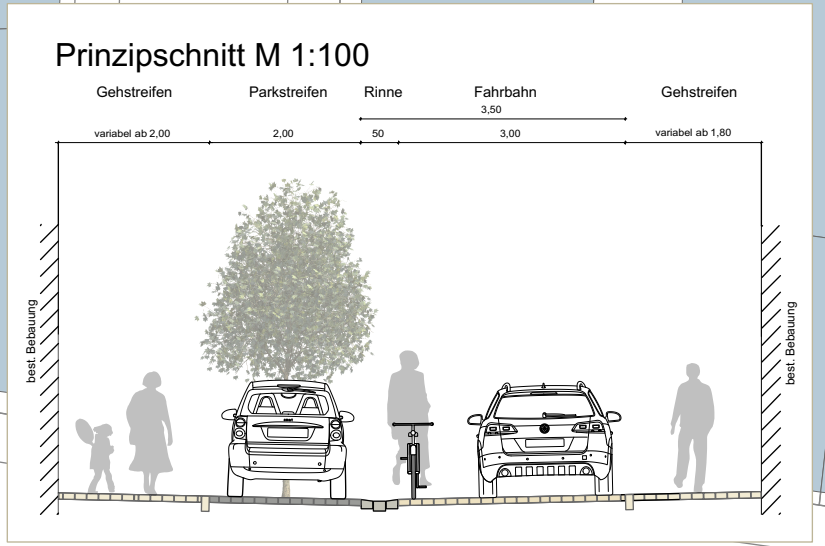 Prinzipschnitt M 1:100
Gehstreifen Parkstreifen Rinne Fahrbahn Gehstreifen
3,50
variabel ab 2,00 2,00 50 3,00 variabel ab 1,80
best. Bebauung
best. Bebauung